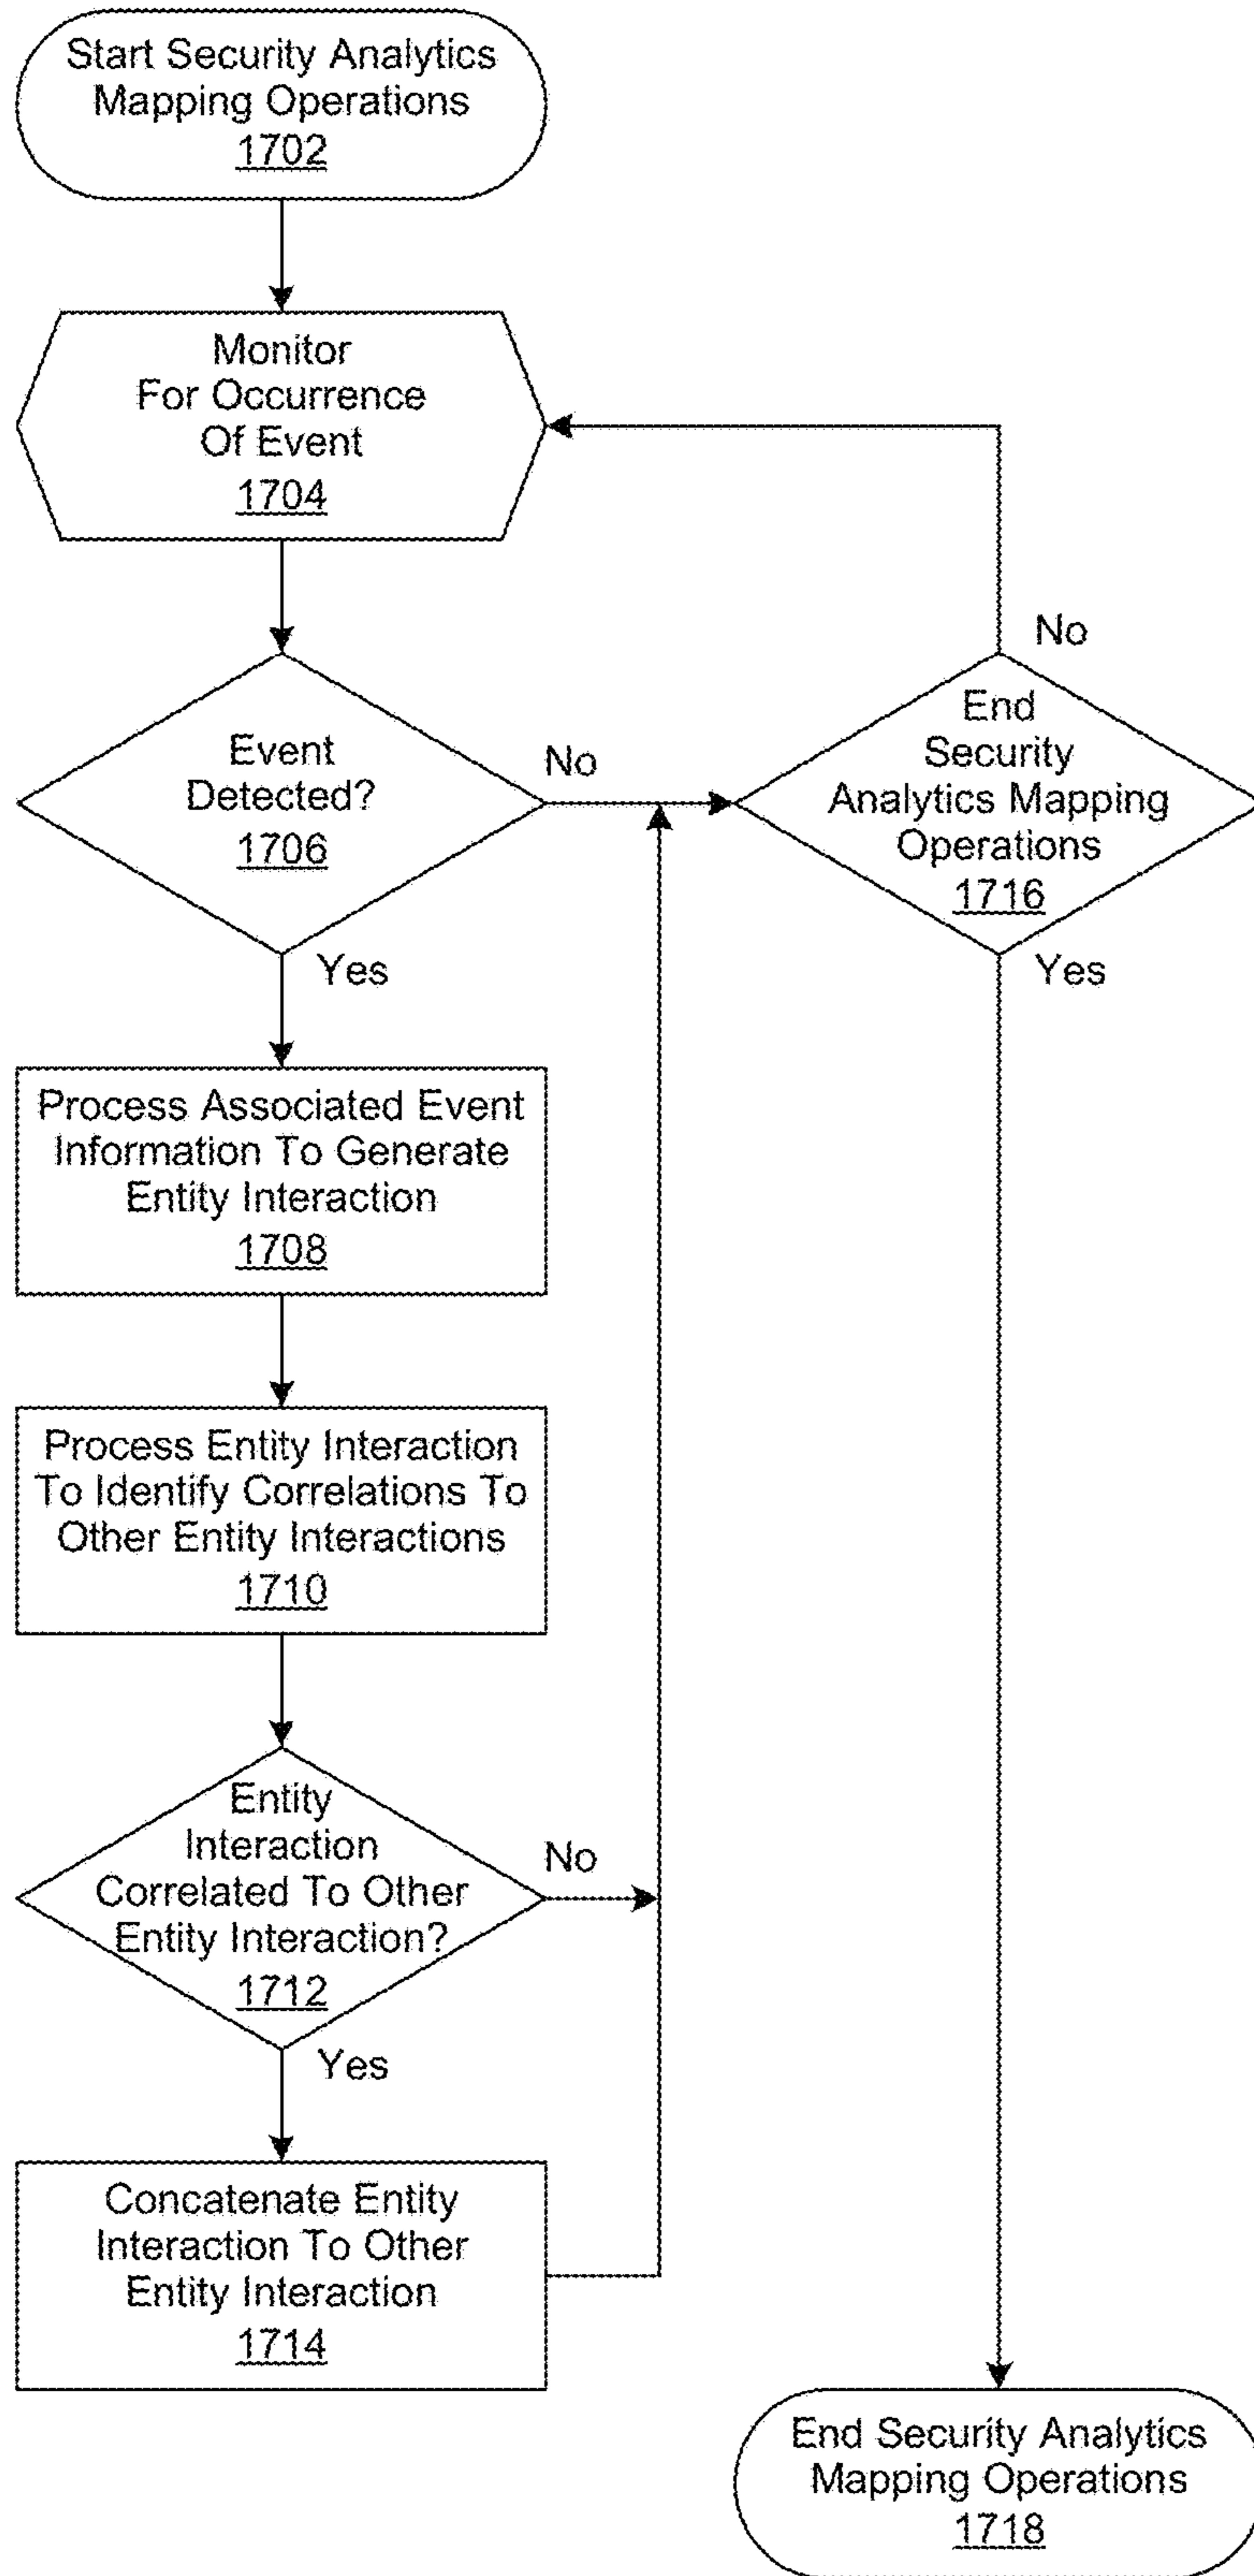 Start Security Analytics
Mapping Operations
1702
Monitor
For Occurrence
Of Event
1704
No
Event
Detected?
1706
No
End
Security
Analytics Mapping
Operations
1716
Yes
Yes
Process Associated Event
Information To Generate
Entity Interaction
1708
Process Entity Interaction
To Identify Correlations To
Other Entity Interactions
1710
Entity
Interaction
Correlated To Other
Entity Interaction?
1712
No
Yes
Concatenate Entity
Interaction To Other
Entity Interaction
1714
End Security Analytics
Mapping Operations
1718